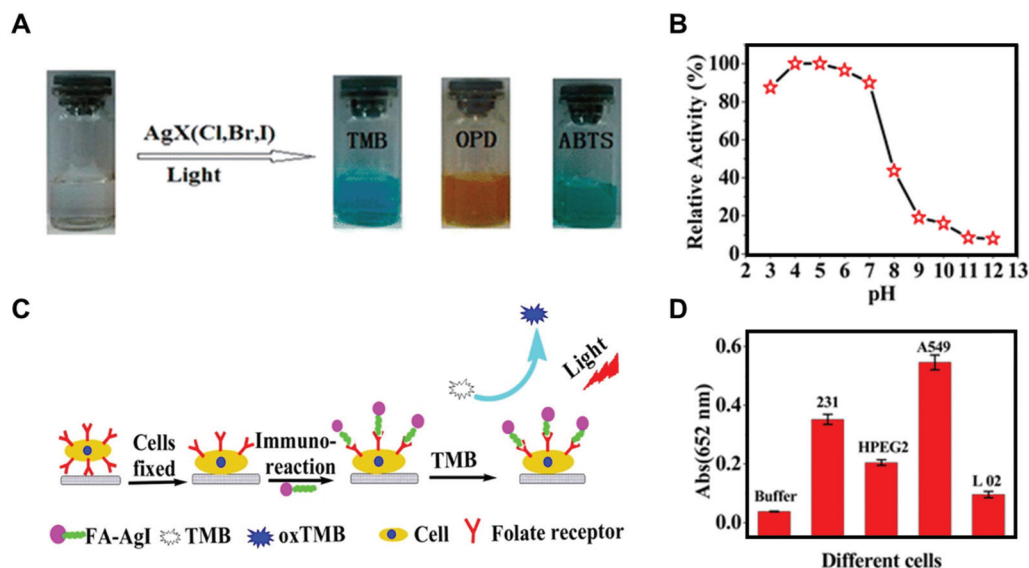 A
AgX(Cl,Br,I)
Light
TMB
OPD
ABTS
B
Relative Activity (%)
100
80
60
40
20
0
2 3 4 5 6 7 8 9 10 11 12 13
pH
C
Cells
fixed
Immuno-
reaction
TMB
TMB
Light
FA-AgI
TMB
oxTMB
Cell
Folate receptor
D
Abs(652 nm)
0.6
0.4
0.2
0.0
Buffer
231
HPEG2
A549
L 02
Different cells